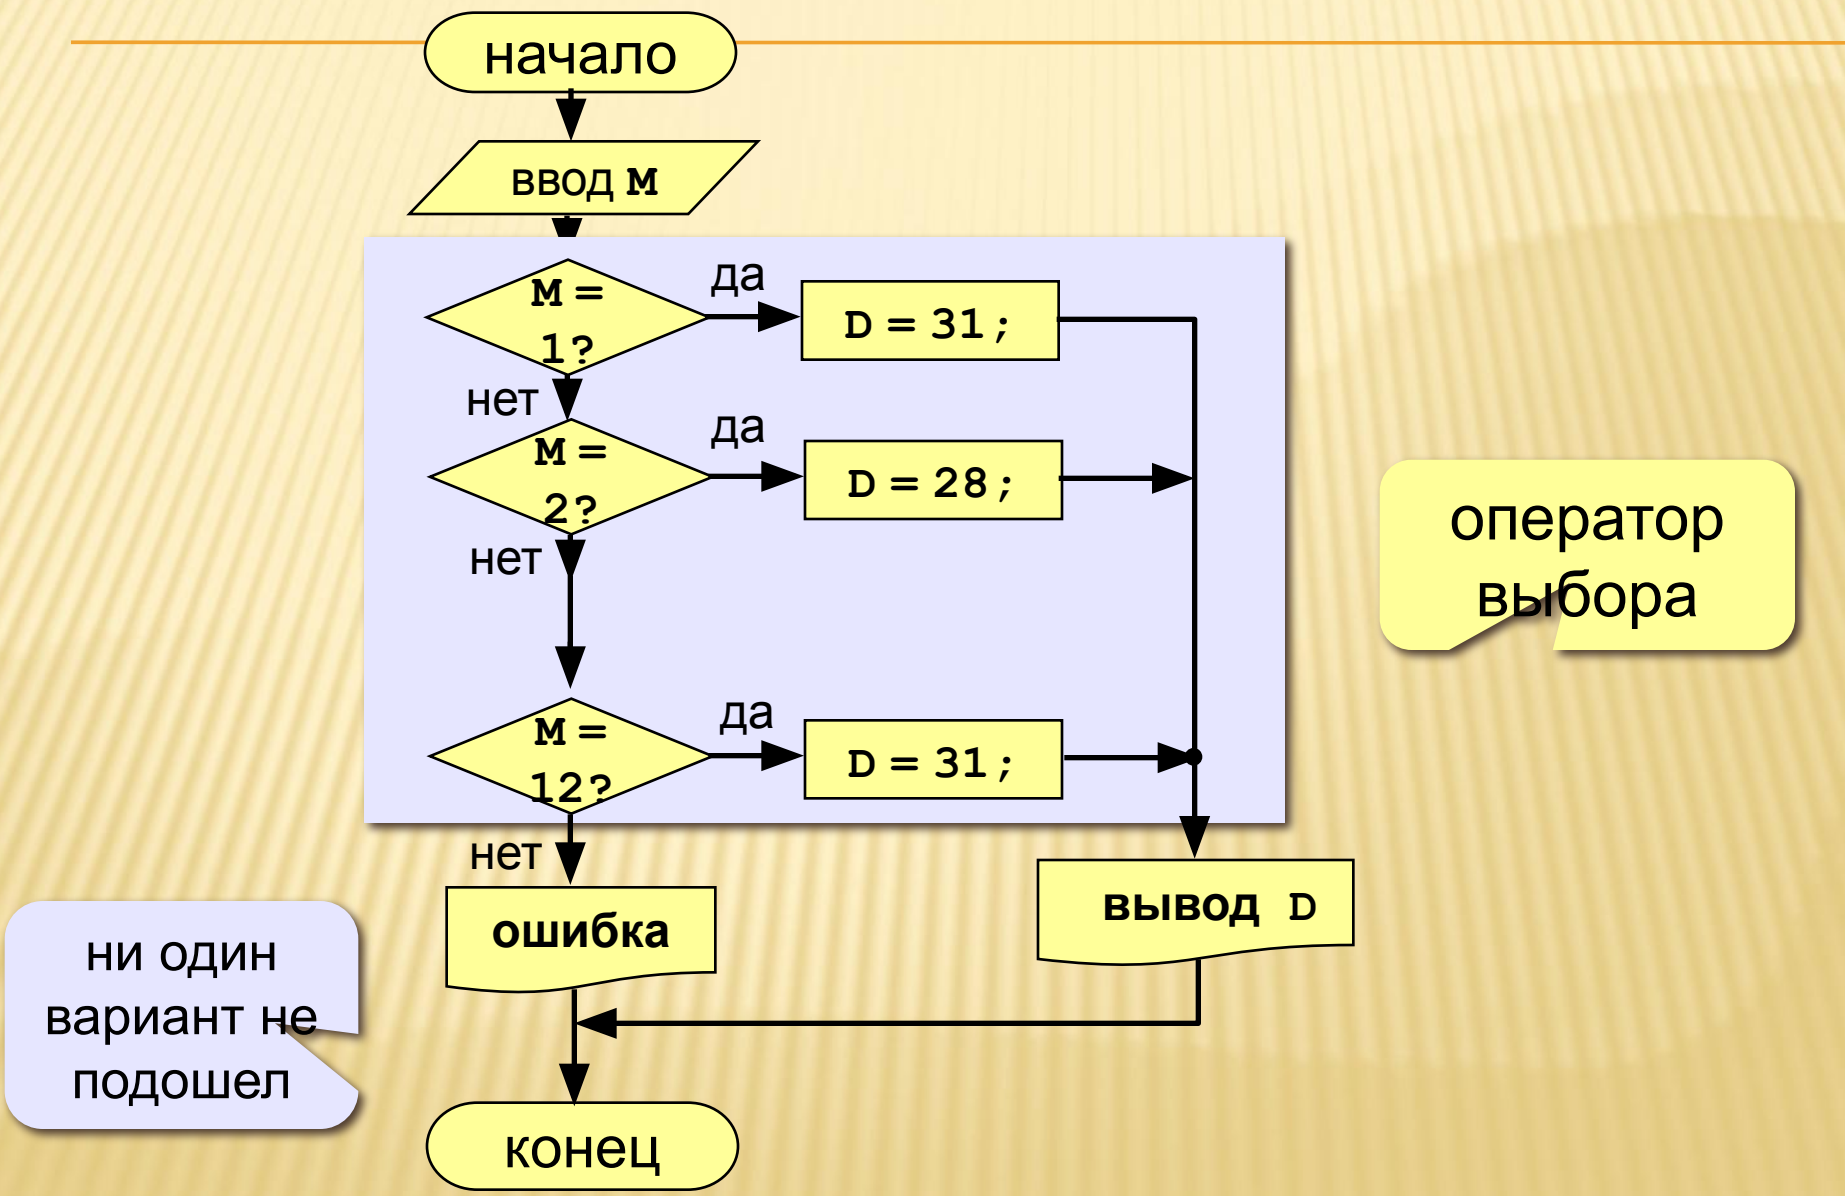 начало
ввод M
M =
1?
да
D = 31;
нет
M =
2?
да
D = 28;
нет
оператор
выбора
M =
12?
да
D = 31;
нет
ошибка
вывод D
ни один
вариант не
подошел
конец